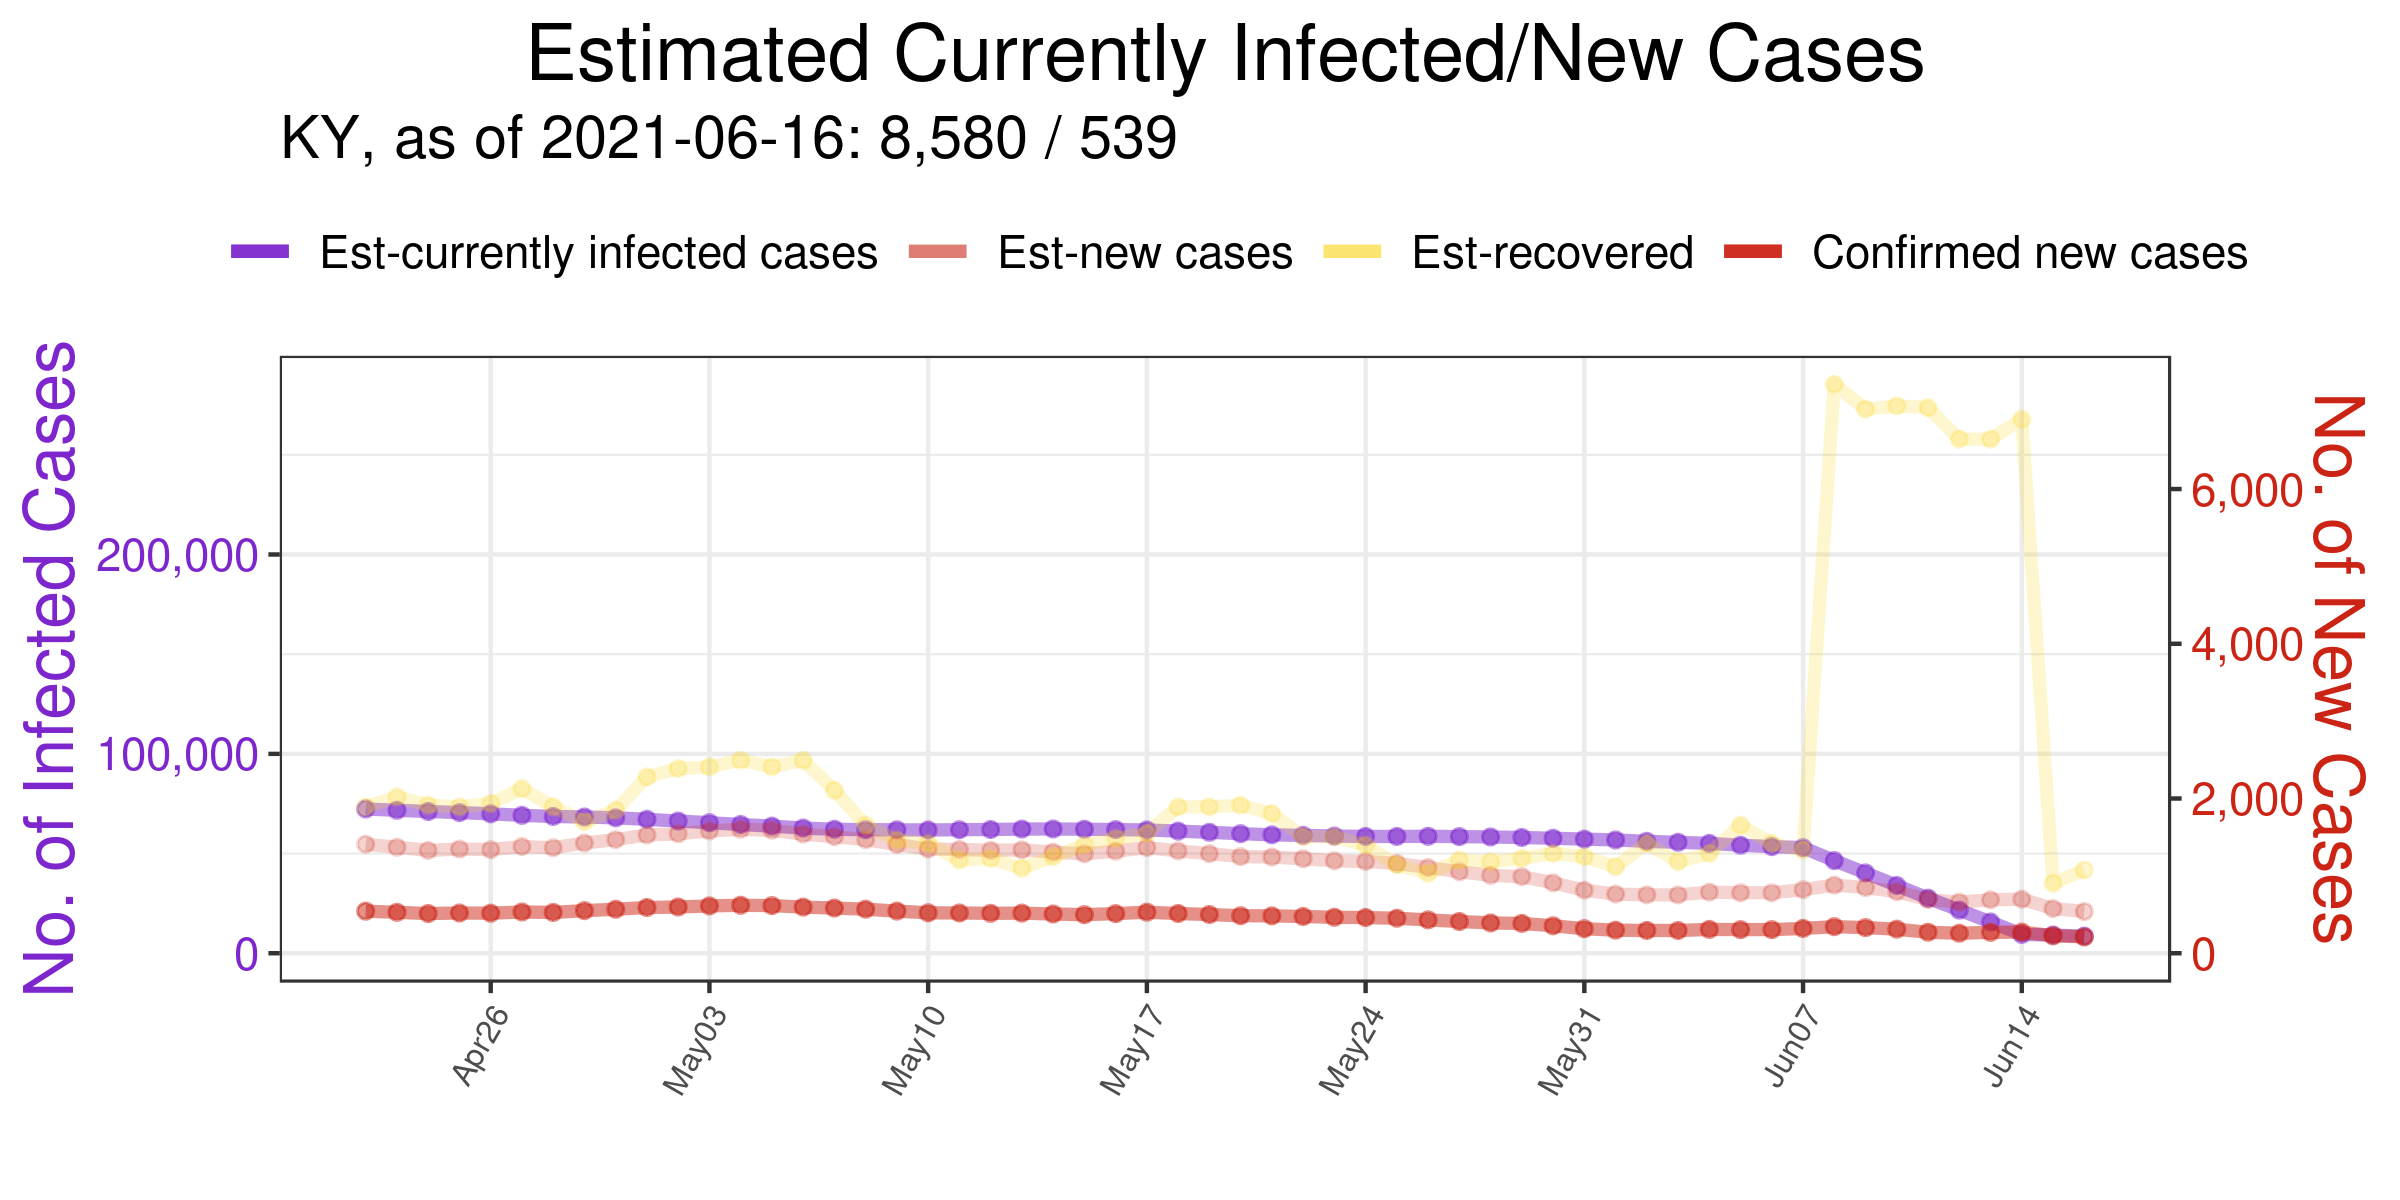 Estimated Currently Infected/New Cases
KY, as of 2021-06-16: 8,580 / 539
Est-currently infected cases Est-new cases Est-recovered Confirmed new cases
No. of Infected Cases
200,000
100,000
0
6,000
4,000
2,000
0
No. of New Cases
Apr26 May03 May10 May17 May24 May31 Jun07 Jun14